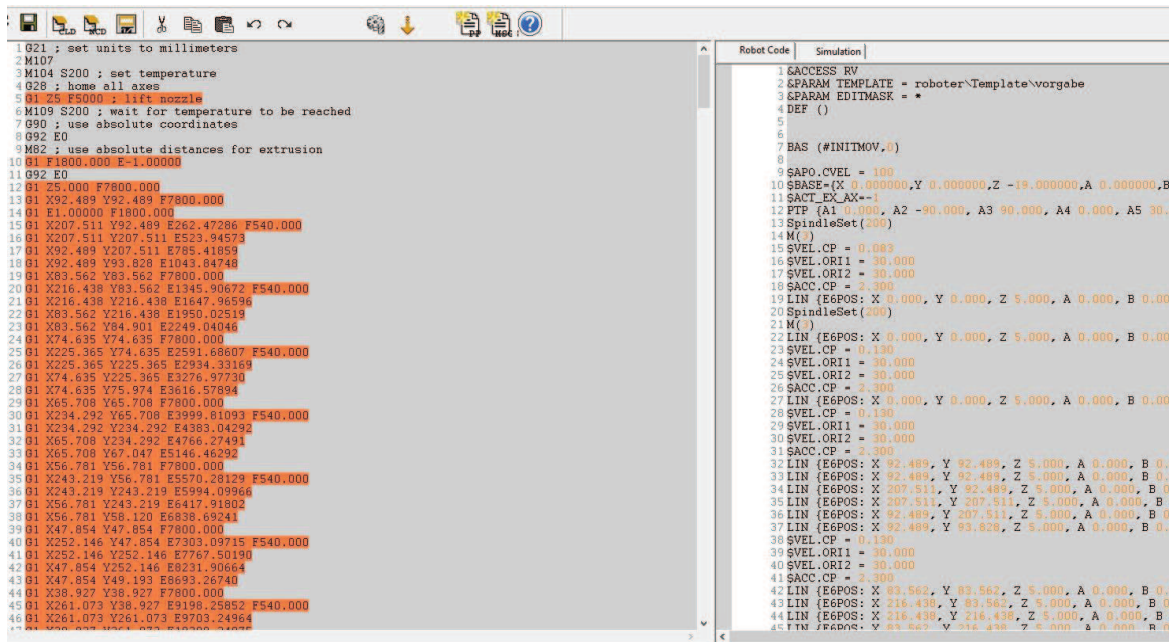 CLD NCD PP MSG
1 G21 ; set units to millimeters
2 M107
3 M104 S200 ; set temperature
4 G28 ; home all axes
5 G1 Z5 F5000 ; lift nozzle
6 M109 S200 ; wait for temperature to be reached
7 G90 ; use absolute coordinates
8 G92 E0
9 M82 ; use absolute distances for extrusion
10 G1 F1800.000 E-1.00000
11 G92 E0
12 G1 Z5.000 F7800.000
13 G1 X92.489 Y92.489 F7800.000
14 G1 E1.00000 F1800.000
15 G1 X207.511 Y92.489 E262.47286 F540.000
16 G1 X207.511 Y207.511 E523.94573
17 G1 X92.489 Y207.511 E785.41859
18 G1 X92.489 Y93.828 E1043.84748
19 G1 X83.562 Y83.562 F7800.000
20 G1 X216.438 Y83.562 E1345.90672 F540.000
21 G1 X216.438 Y216.438 E1647.96596
22 G1 X83.562 Y216.438 E1950.02519
23 G1 X83.562 Y84.901 E2249.04046
24 G1 X74.635 Y74.635 F7800.000
25 G1 X225.365 Y74.635 E2591.68607 F540.000
26 G1 X225.365 Y225.365 E2934.33169
27 G1 X74.635 Y225.365 E3276.97730
28 G1 X74.635 Y75.974 E3616.57894
29 G1 X65.708 Y65.708 F7800.000
30 G1 X234.292 Y65.708 E3999.81093 F540.000
31 G1 X234.292 Y234.292 E4383.04292
32 G1 X65.708 Y234.292 E4766.27491
33 G1 X65.708 Y67.047 E5146.46292
34 G1 X56.781 Y56.781 F7800.000
35 G1 X243.219 Y56.781 E5570.28129 F540.000
36 G1 X243.219 Y243.219 E5994.09966
37 G1 X56.781 Y243.219 E6417.91802
38 G1 X56.781 Y58.120 E6838.69241
39 G1 X47.854 Y47.854 F7800.000
40 G1 X252.146 Y47.854 E7303.09715 F540.000
41 G1 X252.146 Y252.146 E7767.50190
42 G1 X47.854 Y252.146 E8231.90664
43 G1 X47.854 Y49.193 E8693.26740
44 G1 X38.927 Y38.927 F7800.000
45 G1 X261.073 Y38.927 E9198.25852 F540.000
46 G1 X261.073 Y261.073 E9703.24964
Robot Code Simulation
1 &ACCESS RV
2 &PARAM TEMPLATE = roboter\Template\vorgabe
3 &PARAM EDITMASK = *
4 DEF ()
5
6
7 BAS (#INITMOV,0)
8
9 $APO.CVEL = 100
10 $BASE={X 0.000000,Y 0.000000,Z -19.000000,A 0.000000,B
11 $ACT_EX_AX=-1
12 PTP {A1 0.000, A2 -90.000, A3 90.000, A4 0.000, A5 30.
13 SpindleSet(200)
14 M(3)
15 $VEL.CP = 0.083
16 $VEL.ORI1 = 30.000
17 $VEL.ORI2 = 30.000
18 $ACC.CP = 2.300
19 LIN {E6POS: X 0.000, Y 0.000, Z 5.000, A 0.000, B 0.00
20 SpindleSet(200)
21 M(3)
22 LIN {E6POS: X 0.000, Y 0.000, Z 5.000, A 0.000, B 0.00
23 $VEL.CP = 0.130
24 $VEL.ORI1 = 30.000
25 $VEL.ORI2 = 30.000
26 $ACC.CP = 2.300
27 LIN {E6POS: X 0.000, Y 0.000, Z 5.000, A 0.000, B 0.00
28 $VEL.CP = 0.130
29 $VEL.ORI1 = 30.000
30 $VEL.ORI2 = 30.000
31 $ACC.CP = 2.300
32 LIN {E6POS: X 92.489, Y 92.489, Z 5.000, A 0.000, B 0.
33 LIN {E6POS: X 92.489, Y 92.489, Z 5.000, A 0.000, B 0.
34 LIN {E6POS: X 207.511, Y 92.489, Z 5.000, A 0.000, B 0
35 LIN {E6POS: X 207.511, Y 207.511, Z 5.000, A 0.000, B
36 LIN {E6POS: X 92.489, Y 207.511, Z 5.000, A 0.000, B 0
37 LIN {E6POS: X 92.489, Y 93.828, Z 5.000, A 0.000, B 0.
38 $VEL.CP = 0.130
39 $VEL.ORI1 = 30.000
40 $VEL.ORI2 = 30.000
41 $ACC.CP = 2.300
42 LIN {E6POS: X 83.562, Y 83.562, Z 5.000, A 0.000, B 0.
43 LIN {E6POS: X 216.438, Y 83.562, Z 5.000, A 0.000, B 0
44 LIN {E6POS: X 216.438, Y 216.438, Z 5.000, A 0.000, B
45 LIN {E6POS: X 83.562, Y 216.438, Z 5.000, A 0.000, B 0